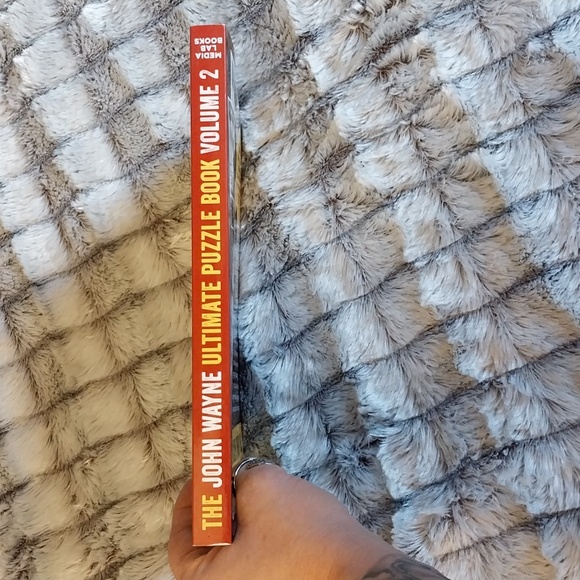 THE JOHN WAYNE ULTIMATE PUZZLE BOOK VOLUME 2
MEDIA
LAB
BOOKS